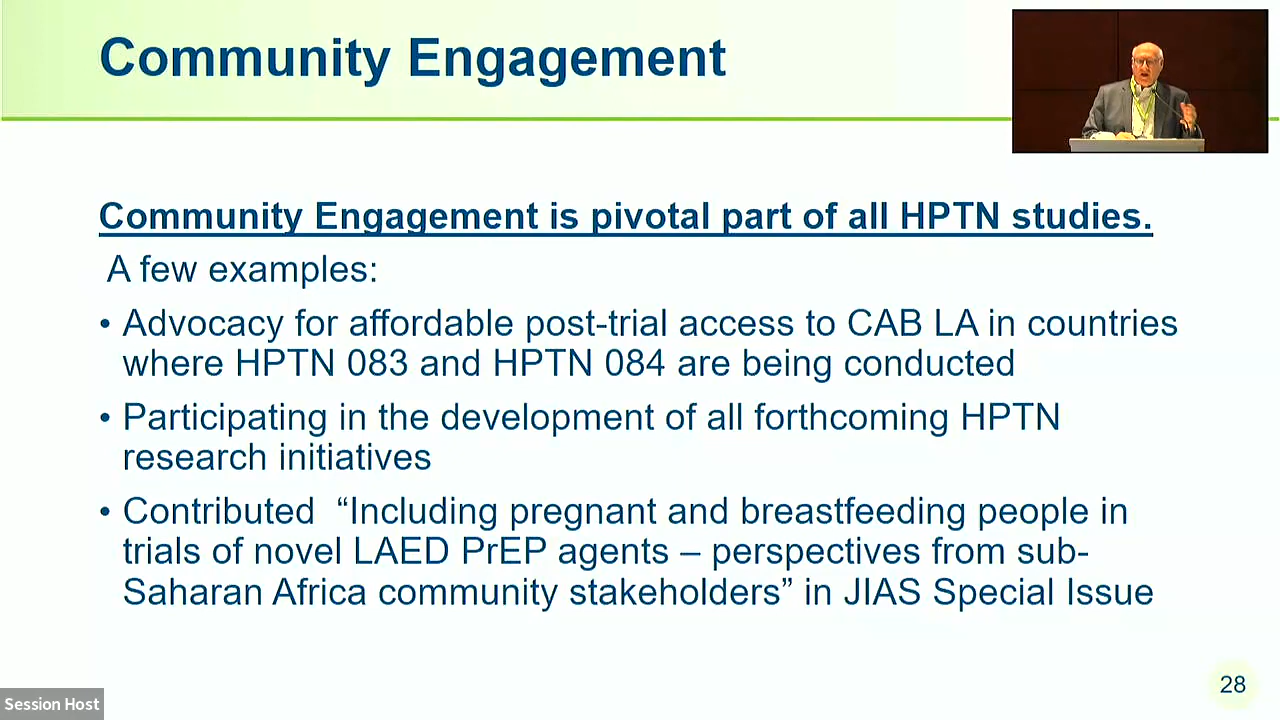 Community Engagement
Community Engagement is pivotal part of all HPTN studies.
A few examples:
• Advocacy for affordable post-trial access to CAB LA in countries
where HPTN 083 and HPTN 084 are being conducted
• Participating in the development of all forthcoming HPTN
research initiatives
• Contributed “Including pregnant and breastfeeding people in
trials of novel LAED PrEP agents – perspectives from sub-
Saharan Africa community stakeholders” in JIAS Special Issue
28
Session Host